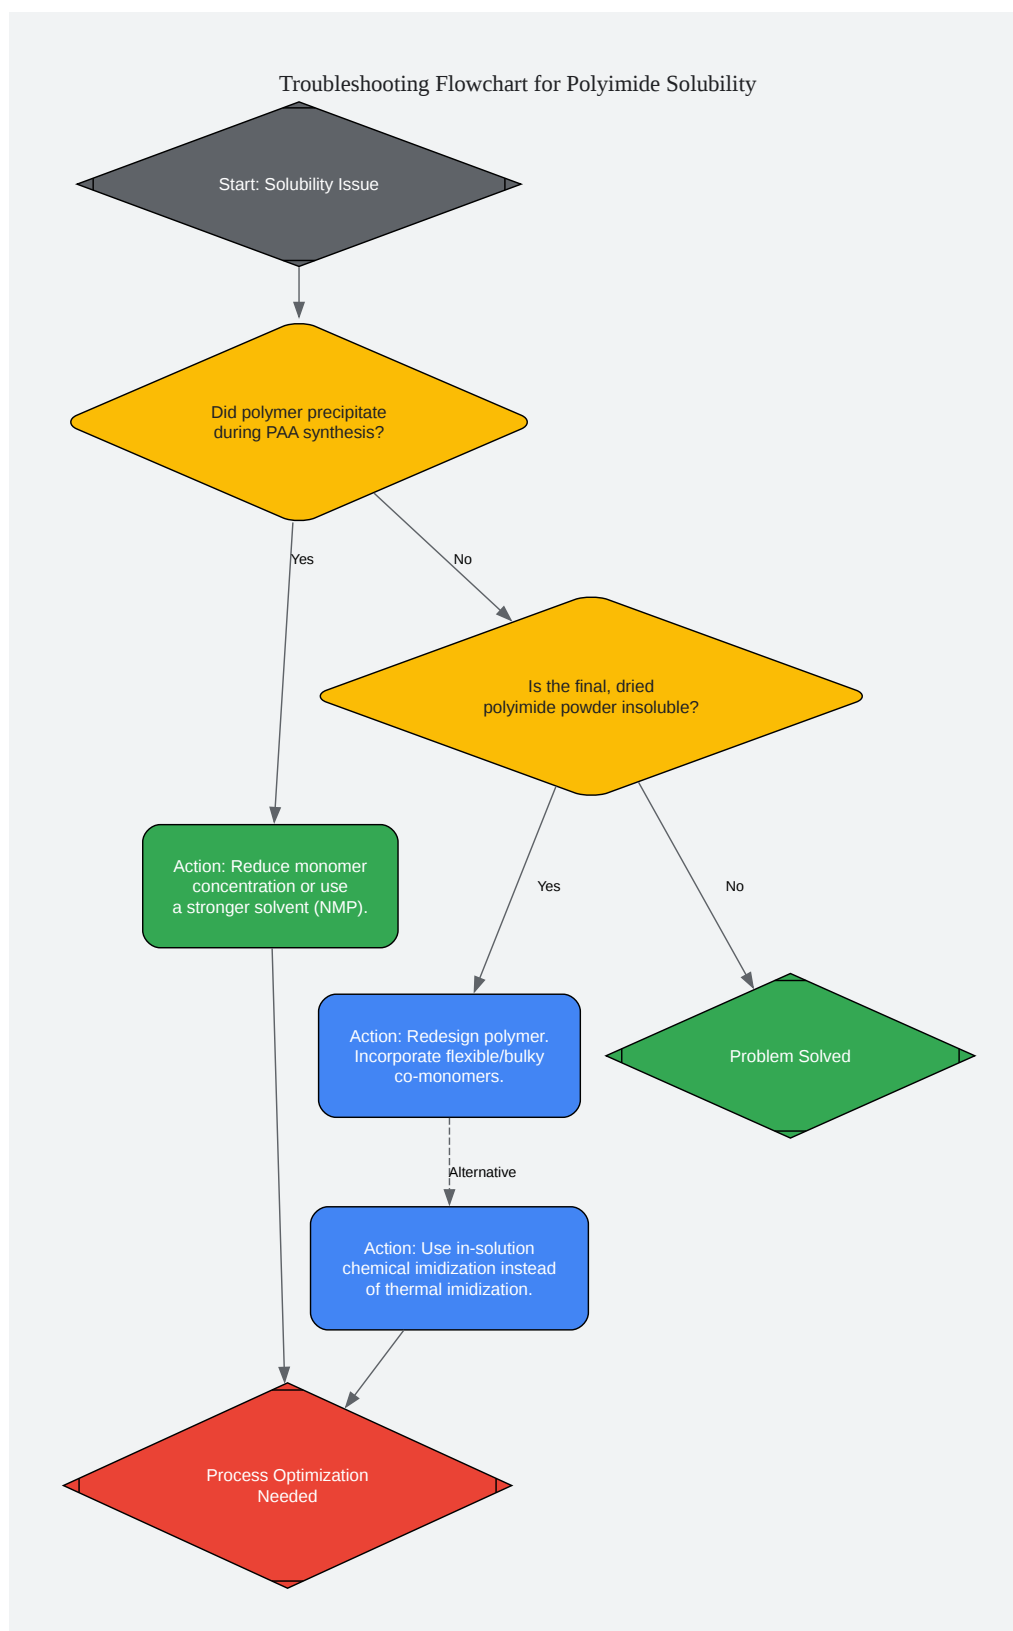 Troubleshooting Flowchart for Polyimide Solubility
Start: Solubility Issue
Did polymer precipitate
during PAA synthesis?
Yes
No
Is the final, dried
polyimide powder insoluble?
Action: Reduce monomer
concentration or use
a stronger solvent (NMP).
Yes
No
Action: Redesign polymer.
Incorporate flexible/bulky
co-monomers.
Problem Solved
Alternative
Action: Use in-solution
chemical imidization instead
of thermal imidization.
Process Optimization
Needed